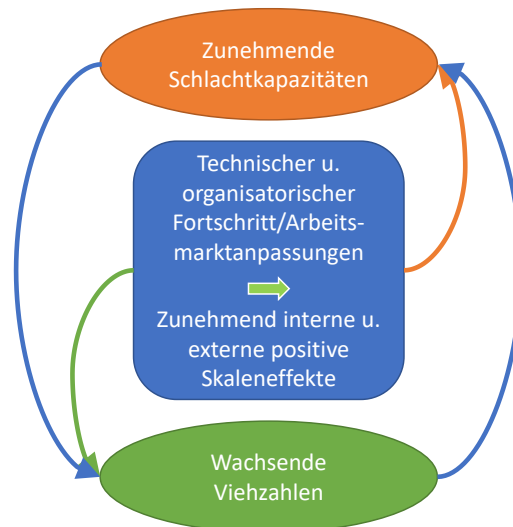 Zunehmende
Schlachtkapazitäten
Technischer u.
organisatorischer
Fortschritt/Arbeits-
marktanpassungen
Zunehmend interne u.
externe positive
Skaleneffekte
Wachsende
Viehzahlen